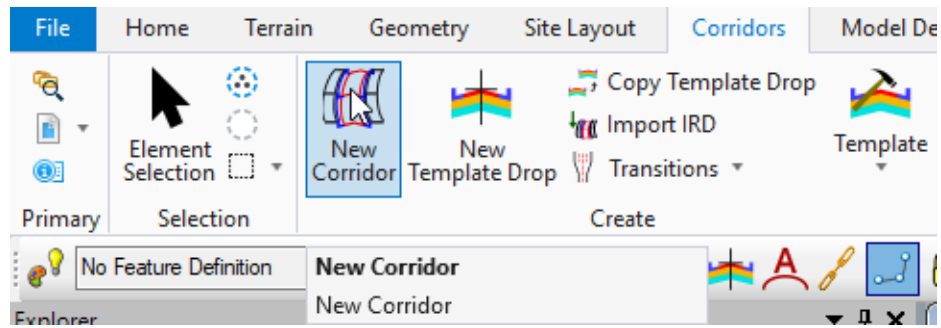 File Home Terrain Geometry Site Layout Corridors Model De
Element
Selection
New
Corridor
New
Template Drop
Copy Template Drop
Import IRD
Transitions
Template
Primary Selection Create
No Feature Definition
New Corridor
New Corridor
Explorer